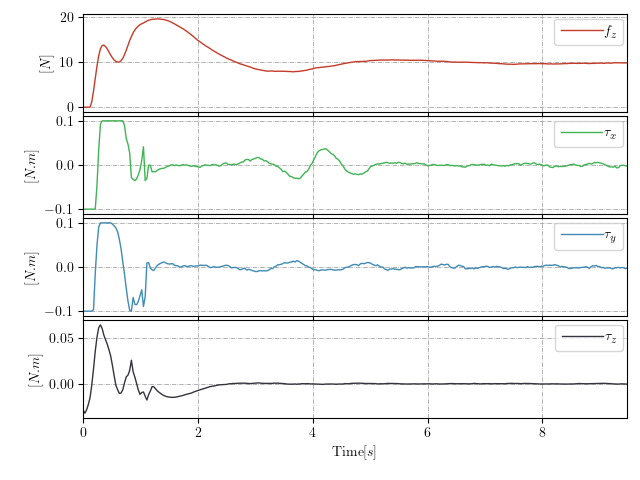 20
10
0
[N]
f_z
0.1
0.0
−0.1
[N.m]
τ_x
0.1
0.0
−0.1
[N.m]
τ_y
0.05
0.00
[N.m]
τ_z
0 2 4 6 8
Time[s]